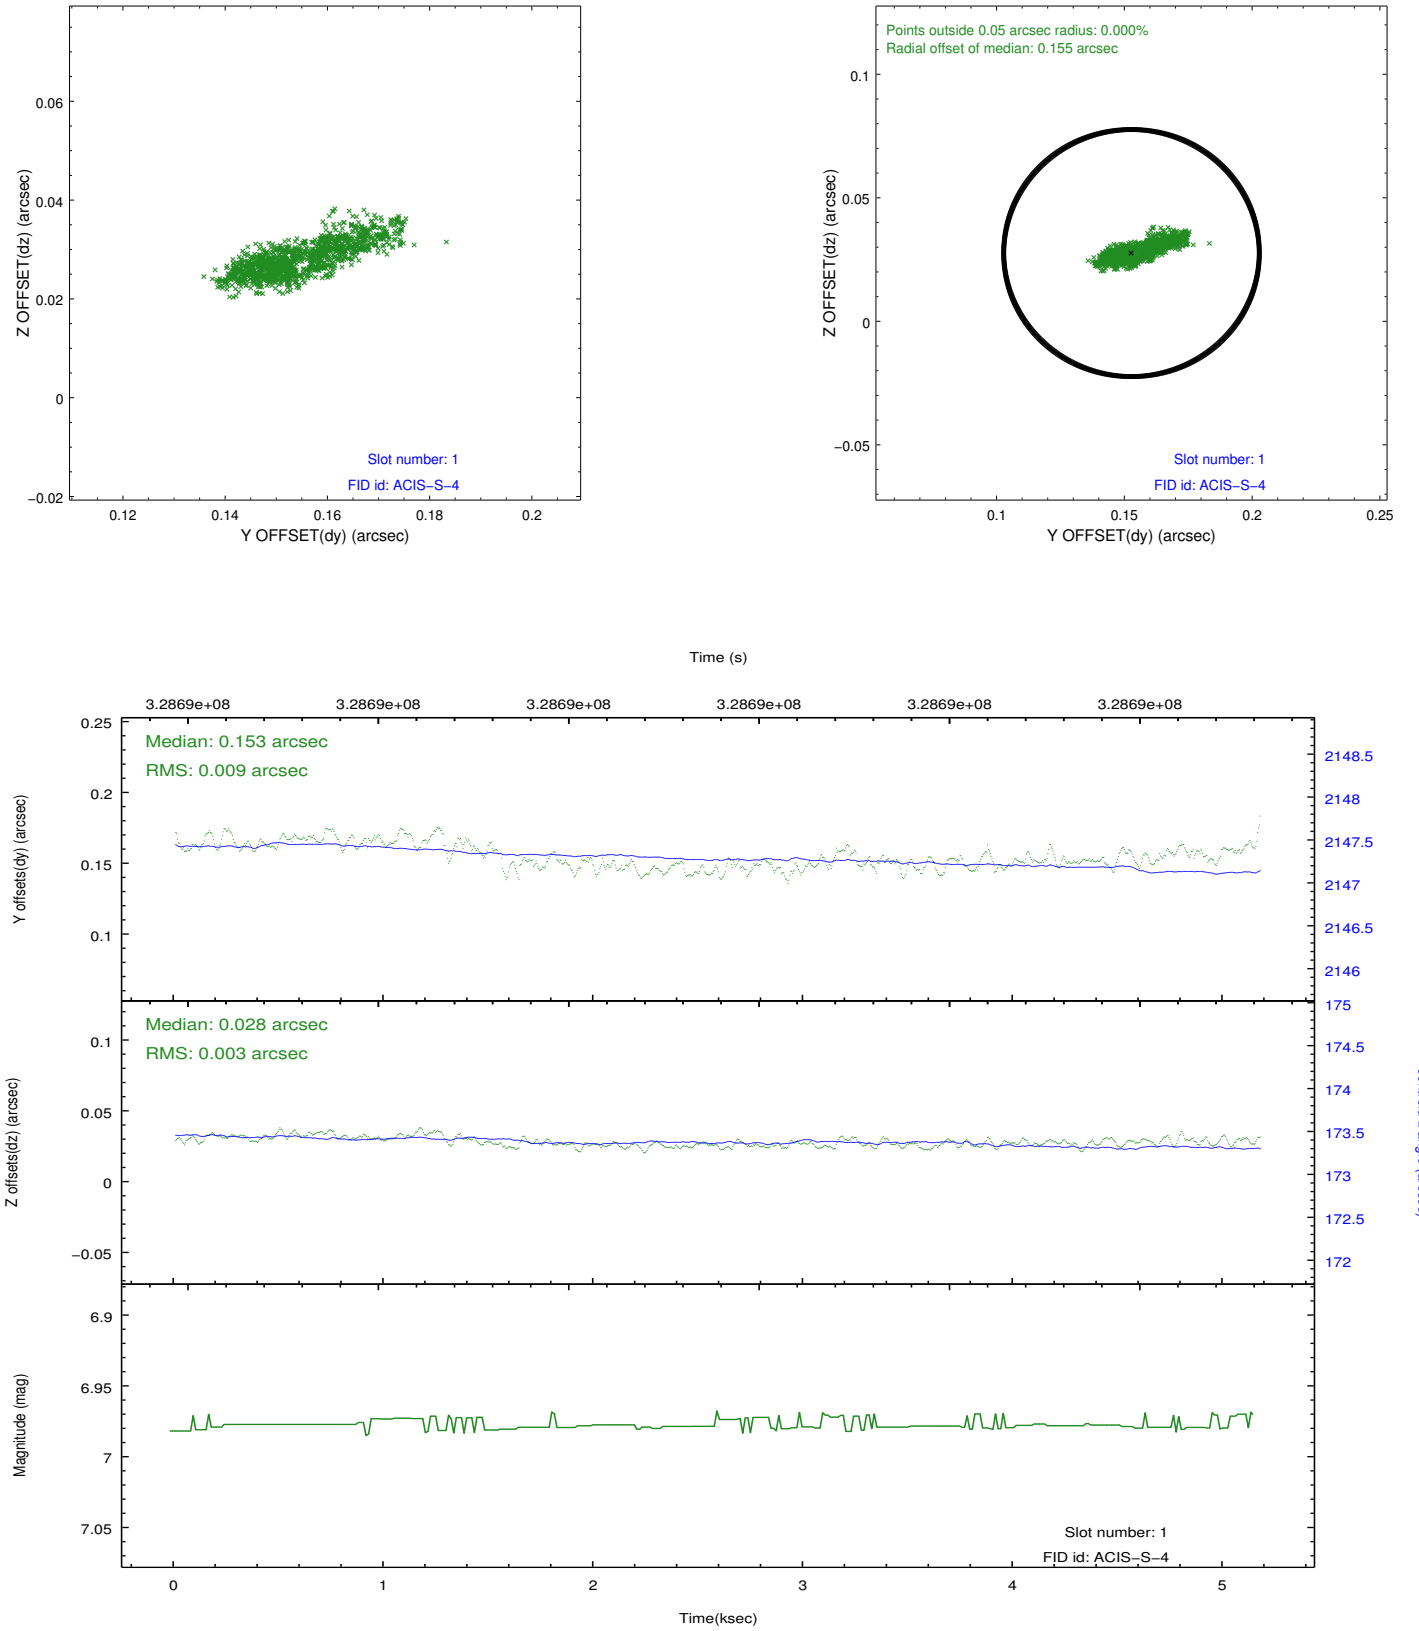 0.06
0.04
0.02
0
−0.02
Z OFFSET(dz) (arcsec)
Slot number: 1
FID id: ACIS−S−4
0.12 0.14 0.16 0.18 0.2
Y OFFSET(dy) (arcsec)
Points outside 0.05 arcsec radius: 0.000%
Radial offset of median: 0.155 arcsec
0.1
0.05
0
−0.05
Z OFFSET(dz) (arcsec)
Slot number: 1
FID id: ACIS−S−4
0.1 0.15 0.2 0.25
Y OFFSET(dy) (arcsec)
Time (s)
3.2869e+08 3.2869e+08 3.2869e+08 3.2869e+08 3.2869e+08 3.2869e+08
Median: 0.153 arcsec
RMS: 0.009 arcsec
0.25
0.2
0.15
0.1
Y offsets(dy) (arcsec)
2148.5
2148
2147.5
2147
2146.5
2146
Median: 0.028 arcsec
RMS: 0.003 arcsec
0.1
0.05
0
−0.05
Z offsets(dz) (arcsec)
175
174.5
174
173.5
173
172.5
172
6.9
6.95
7
7.05
Magnitude (mag)
Slot number: 1
FID id: ACIS−S−4
0 1 2 3 4 5
Time(ksec)